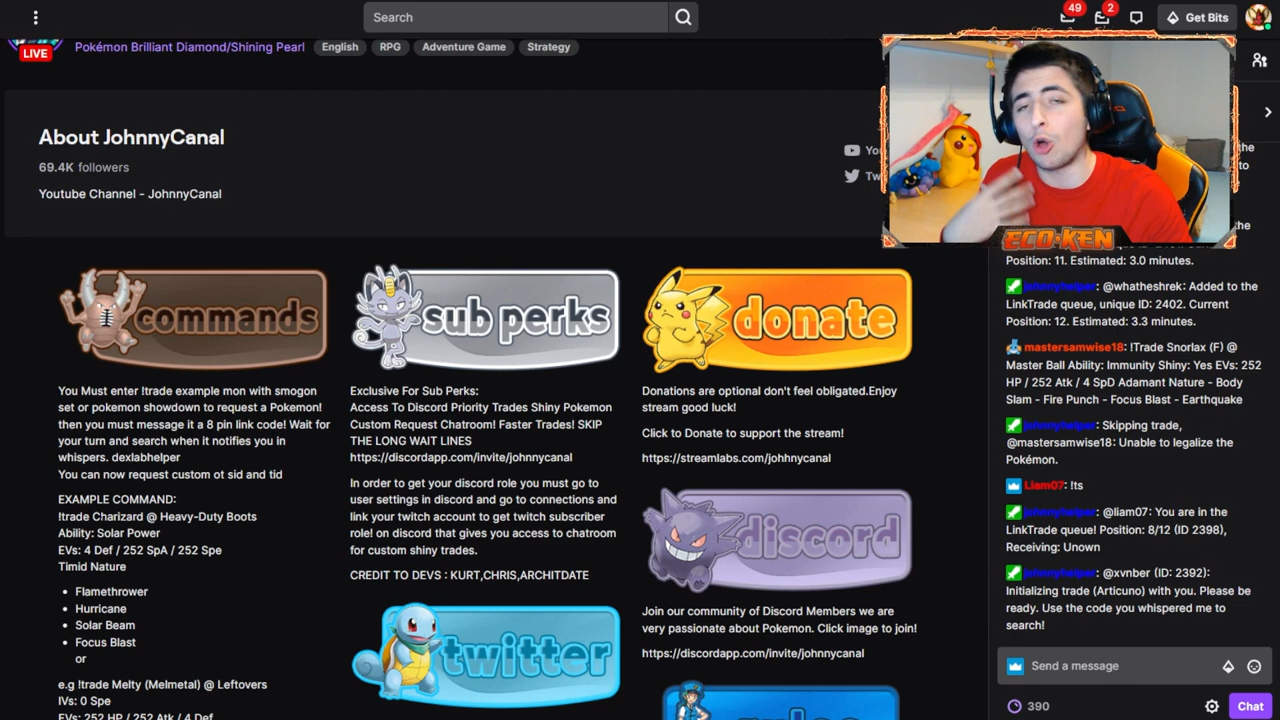 Search
49
2
Get Bits
LIVE
Pokémon Brilliant Diamond/Shining Pearl
English
RPG
Adventure Game
Strategy
About JohnnyCanal
69.4K followers
Youtube Channel - JohnnyCanal
ECO-KEN
commands
You Must enter !trade example mon with smogon
set or pokemon showdown to request a Pokemon!
then you must message it a 8 pin link code! Wait for
your turn and search when it notifies you in
whispers. dexlabhelper
You can now request custom ot sid and tid
EXAMPLE COMMAND:
!trade Charizard @ Heavy-Duty Boots
Ability: Solar Power
EVs: 4 Def / 252 SpA / 252 Spe
Timid Nature
• Flamethrower
• Hurricane
• Solar Beam
• Focus Blast
or
e.g !trade Melty (Melmetal) @ Leftovers
IVs: 0 Spe
EVs: 252 HP / 252 Atk / 4 Def
sub perks
Exclusive For Sub Perks:
Access To Discord Priority Trades Shiny Pokemon
Custom Request Chatroom! Faster Trades! SKIP
THE LONG WAIT LINES
https://discordapp.com/invite/johnnycanal
In order to get your discord role you must go to
user settings in discord and go to connections and
link your twitch account to get twitch subscriber
role! on discord that gives you access to chatroom
for custom shiny trades.
CREDIT TO DEVS : KURT,CHRIS,ARCHITDATE
twitter
donate
Donations are optional don't feel obligated.Enjoy
stream good luck!
Click to Donate to support the stream!
https://streamlabs.com/johhnycanal
discord
Join our community of Discord Members we are
very passionate about Pokemon. Click image to join!
https://discordapp.com/invite/johnnycanal
the
to
the
Position: 11. Estimated: 3.0 minutes.
johnnyhelper: @whatheshrek: Added to the
LinkTrade queue, unique ID: 2402. Current
Position: 12. Estimated: 3.3 minutes.
mastersamwise18: !Trade Snorlax (F) @
Master Ball Ability: Immunity Shiny: Yes EVs: 252
HP / 252 Atk / 4 SpD Adamant Nature - Body
Slam - Fire Punch - Focus Blast - Earthquake
johnnyhelper: Skipping trade,
@mastersamwise18: Unable to legalize the
Pokémon.
Liam07: !ts
johnnyhelper: @liam07: You are in the
LinkTrade queue! Position: 8/12 (ID 2398),
Receiving: Unown
johnnyhelper: @xvnber (ID: 2392):
Initializing trade (Articuno) with you. Please be
ready. Use the code you whispered me to
search!
Send a message
390
Chat